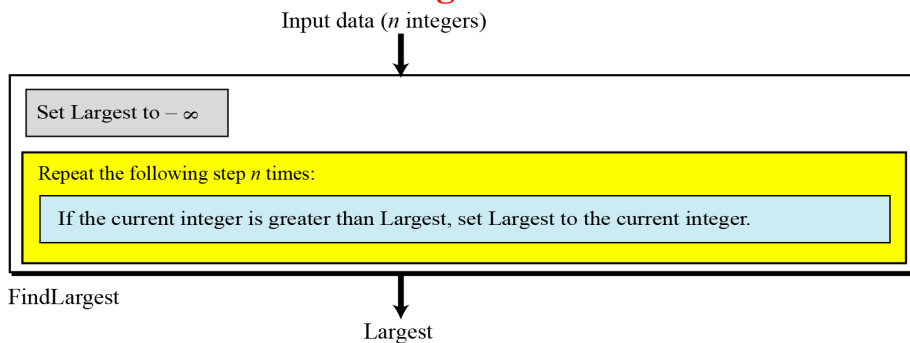 Input data (n integers)
Set Largest to – ∞
Repeat the following step n times:
If the current integer is greater than Largest, set Largest to the current integer.
FindLargest
Largest